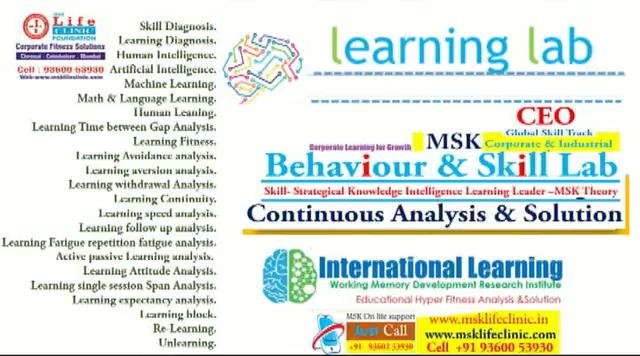 MSK
Life
CLINIC
FOUNDATION
Corporate Fitness Solutions
Chennai | Coimbatore | Mumbai
Cell : 93600 53930
Web:www.msklifeclinic.com
Skill Diagnosis.
Learning Diagnosis.
Human Intelligence.
Artificial Intelligence.
Machine Learning.
Math & Language Learning.
Human Leaning.
Learning Time between Gap Analysis.
Learning Fitness.
Learning Avoidance analysis.
Learning aversion analysis.
Learning withdrawal Analysis.
Learning Continuity.
Learning speed analysis.
Learning follow up analysis.
Learning Fatigue repetition fatigue analysis.
Active passive Learning analysis.
Learning Attitude Analysis.
Learning single session Span Analysis.
Learning expectancy analysis.
Learning block.
Re-Learning.
Unlearning.
learning lab
CEO
Global Skill Track
Corporate Learning for Growth MSK Corporate & Industrial
Behaviour & Skill Lab
Skill- Strategical Knowledge Intelligence Learning Leader –MSK Theory
Continuous Analysis & Solution
International Learning
Working Memory Development Research Institute
Educational Hyper Fitness Analysis &Solution
MSK On life support
Just Call
+91 93602 53930
www.msklifeclinic.in
www.msklifeclinic.com
Cell +91 93600 53930